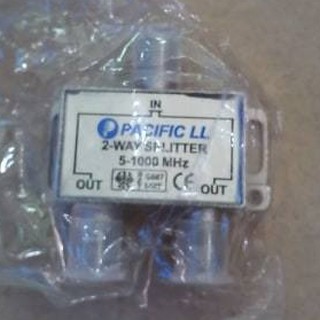 IN
PACIFIC LL
2-WAY SPLITTER
5-1000 MHz
OUT
CE
OUT